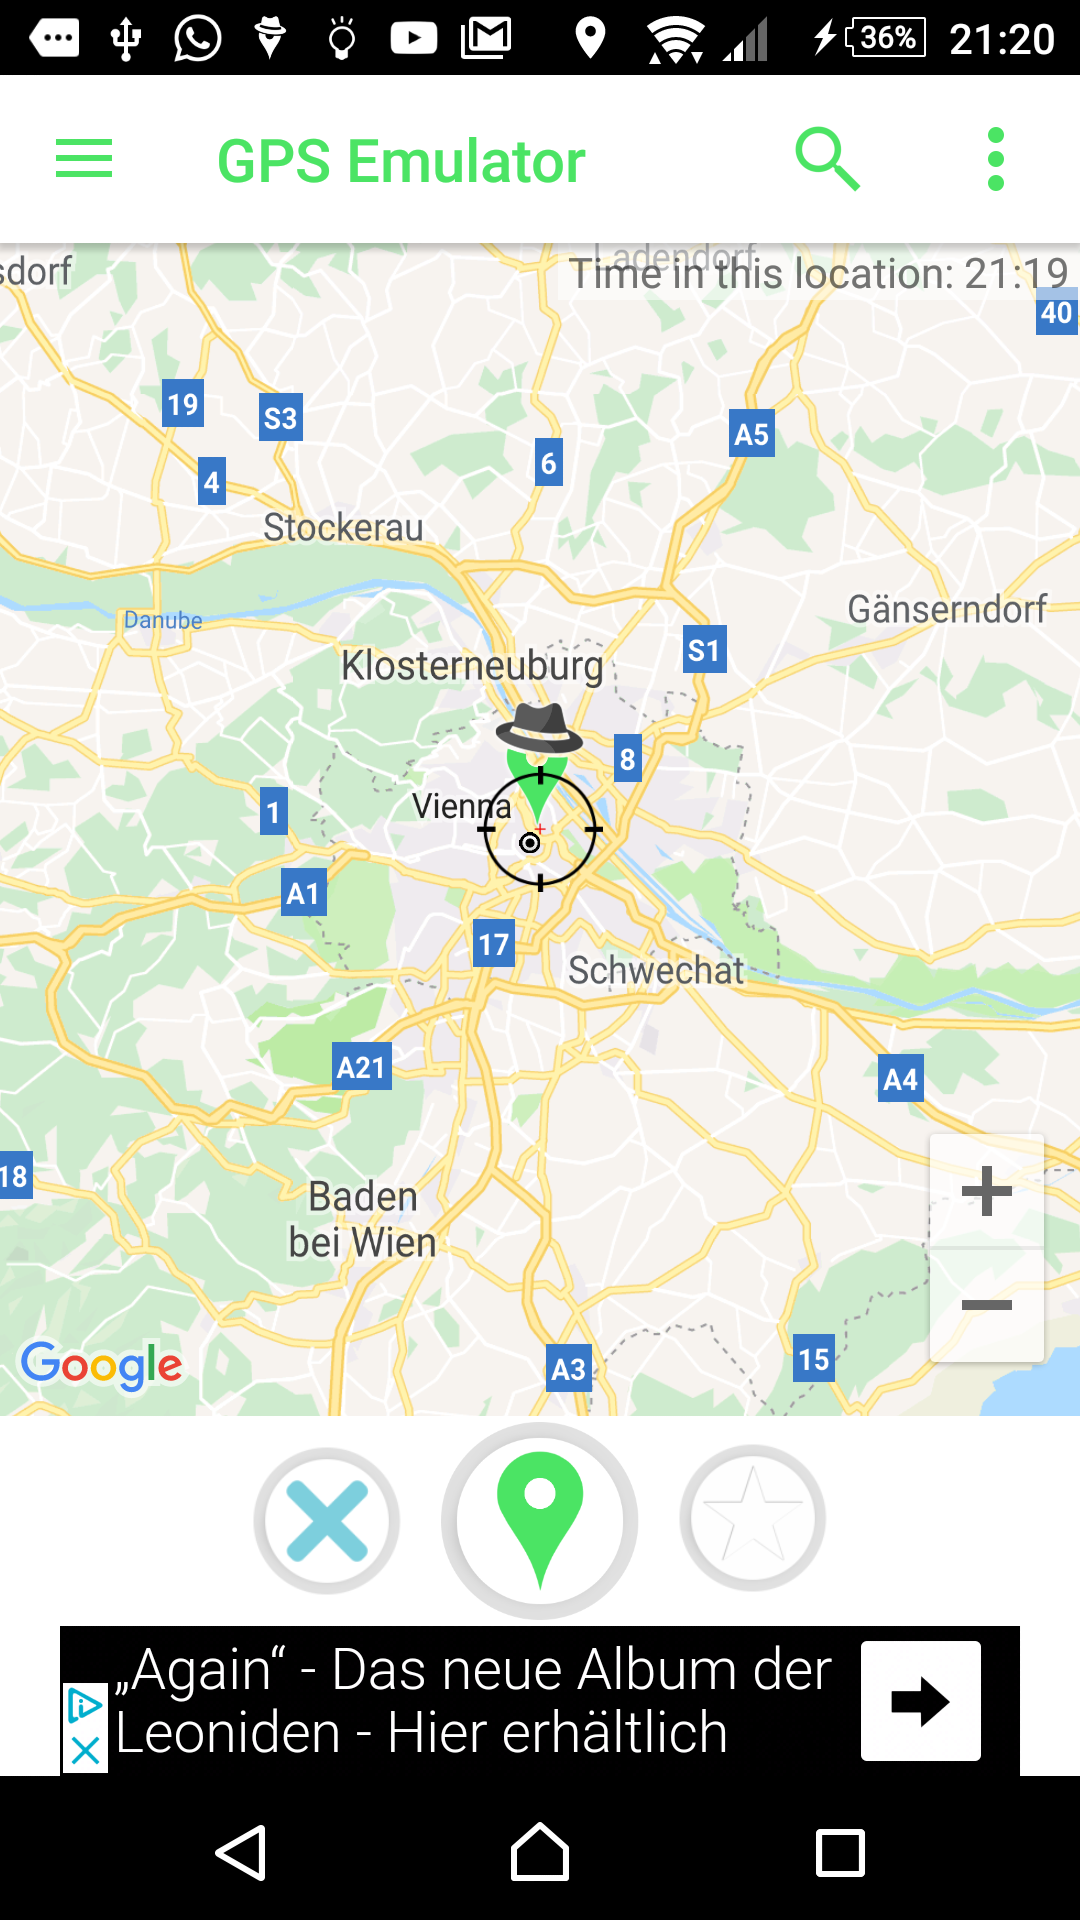 36% 21:20
GPS Emulator
Ladendorf
sdorf
Time in this location: 21:19
40
19
S3
A5
6
4
Stockerau
Gänserndorf
Danube
S1
Klosterneuburg
8
1
Vienna
A1
17
Schwechat
A21
A4
18
Baden
bei Wien
15
Google
A3
„Again“ - Das neue Album der
Leoniden - Hier erhältlich